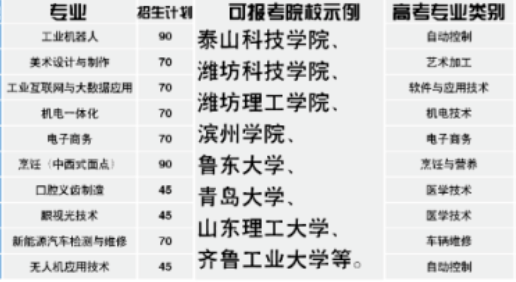 专业 招生计划 可报考院校示例 高考专业类别
工业机器人 90 自动控制
美术设计与制作 70 艺术加工
工业互联网与大数据应用 70 软件与应用技术
机电一体化 70 机电技术
电子商务 70 电子商务
烹饪（中西式面点） 90 烹饪与营养
口腔义齿制造 45 医学技术
眼视光技术 45 医学技术
新能源汽车检测与维修 70 车辆维修
无人机应用技术 45 自动控制
泰山科技学院、
潍坊科技学院、
潍坊理工学院、
滨州学院、
鲁东大学、
青岛大学、
山东理工大学、
齐鲁工业大学等。